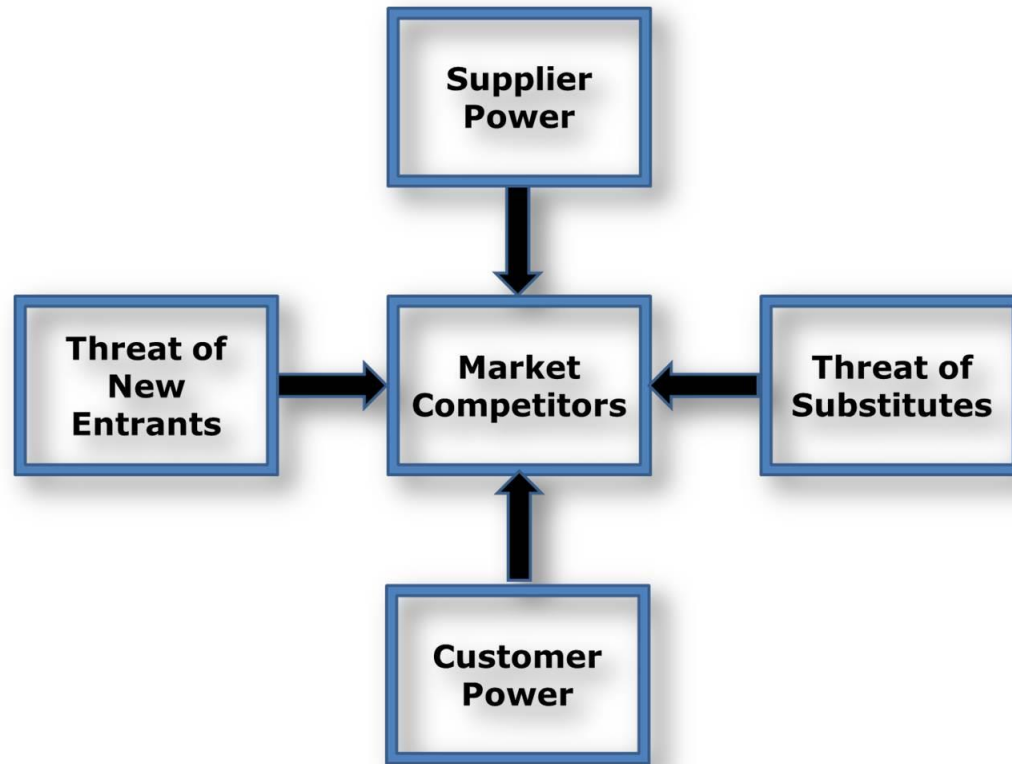 Supplier
Power
Threat of
New
Entrants
Market
Competitors
Threat of
Substitutes
Customer
Power